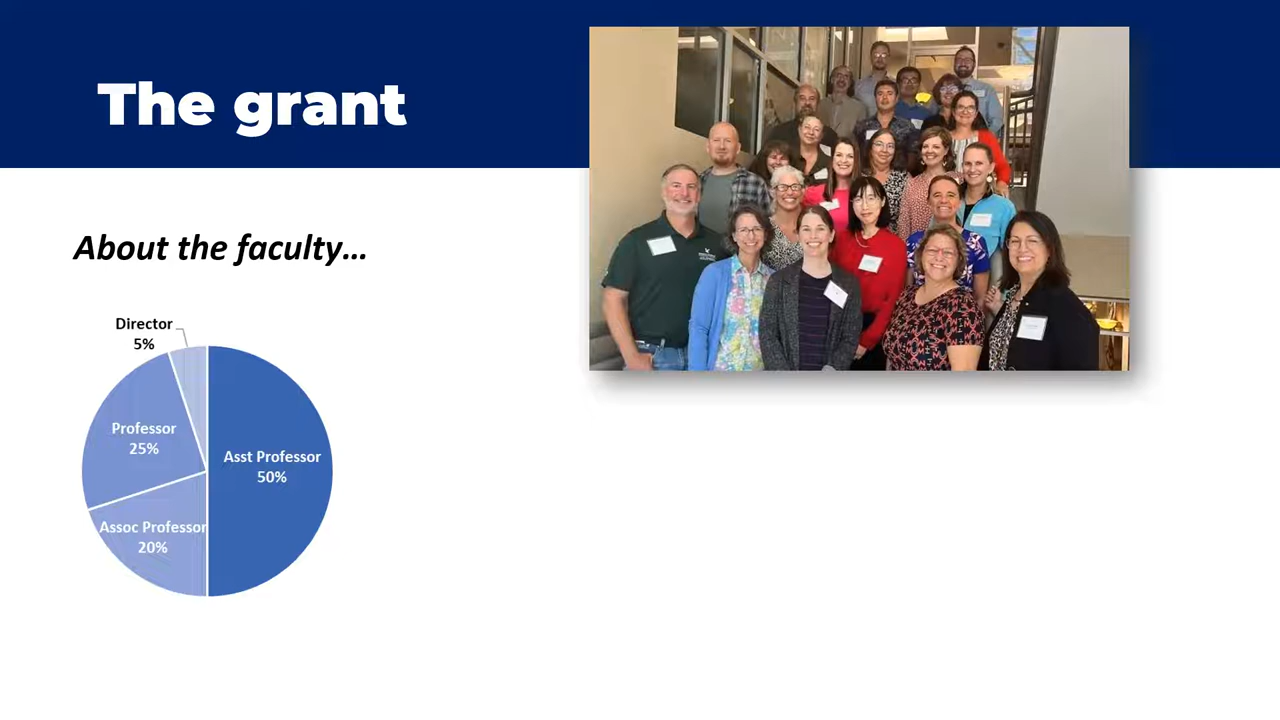 The grant
About the faculty...
Director
5%
Professor
25%
Asst Professor
50%
Assoc Professor
20%